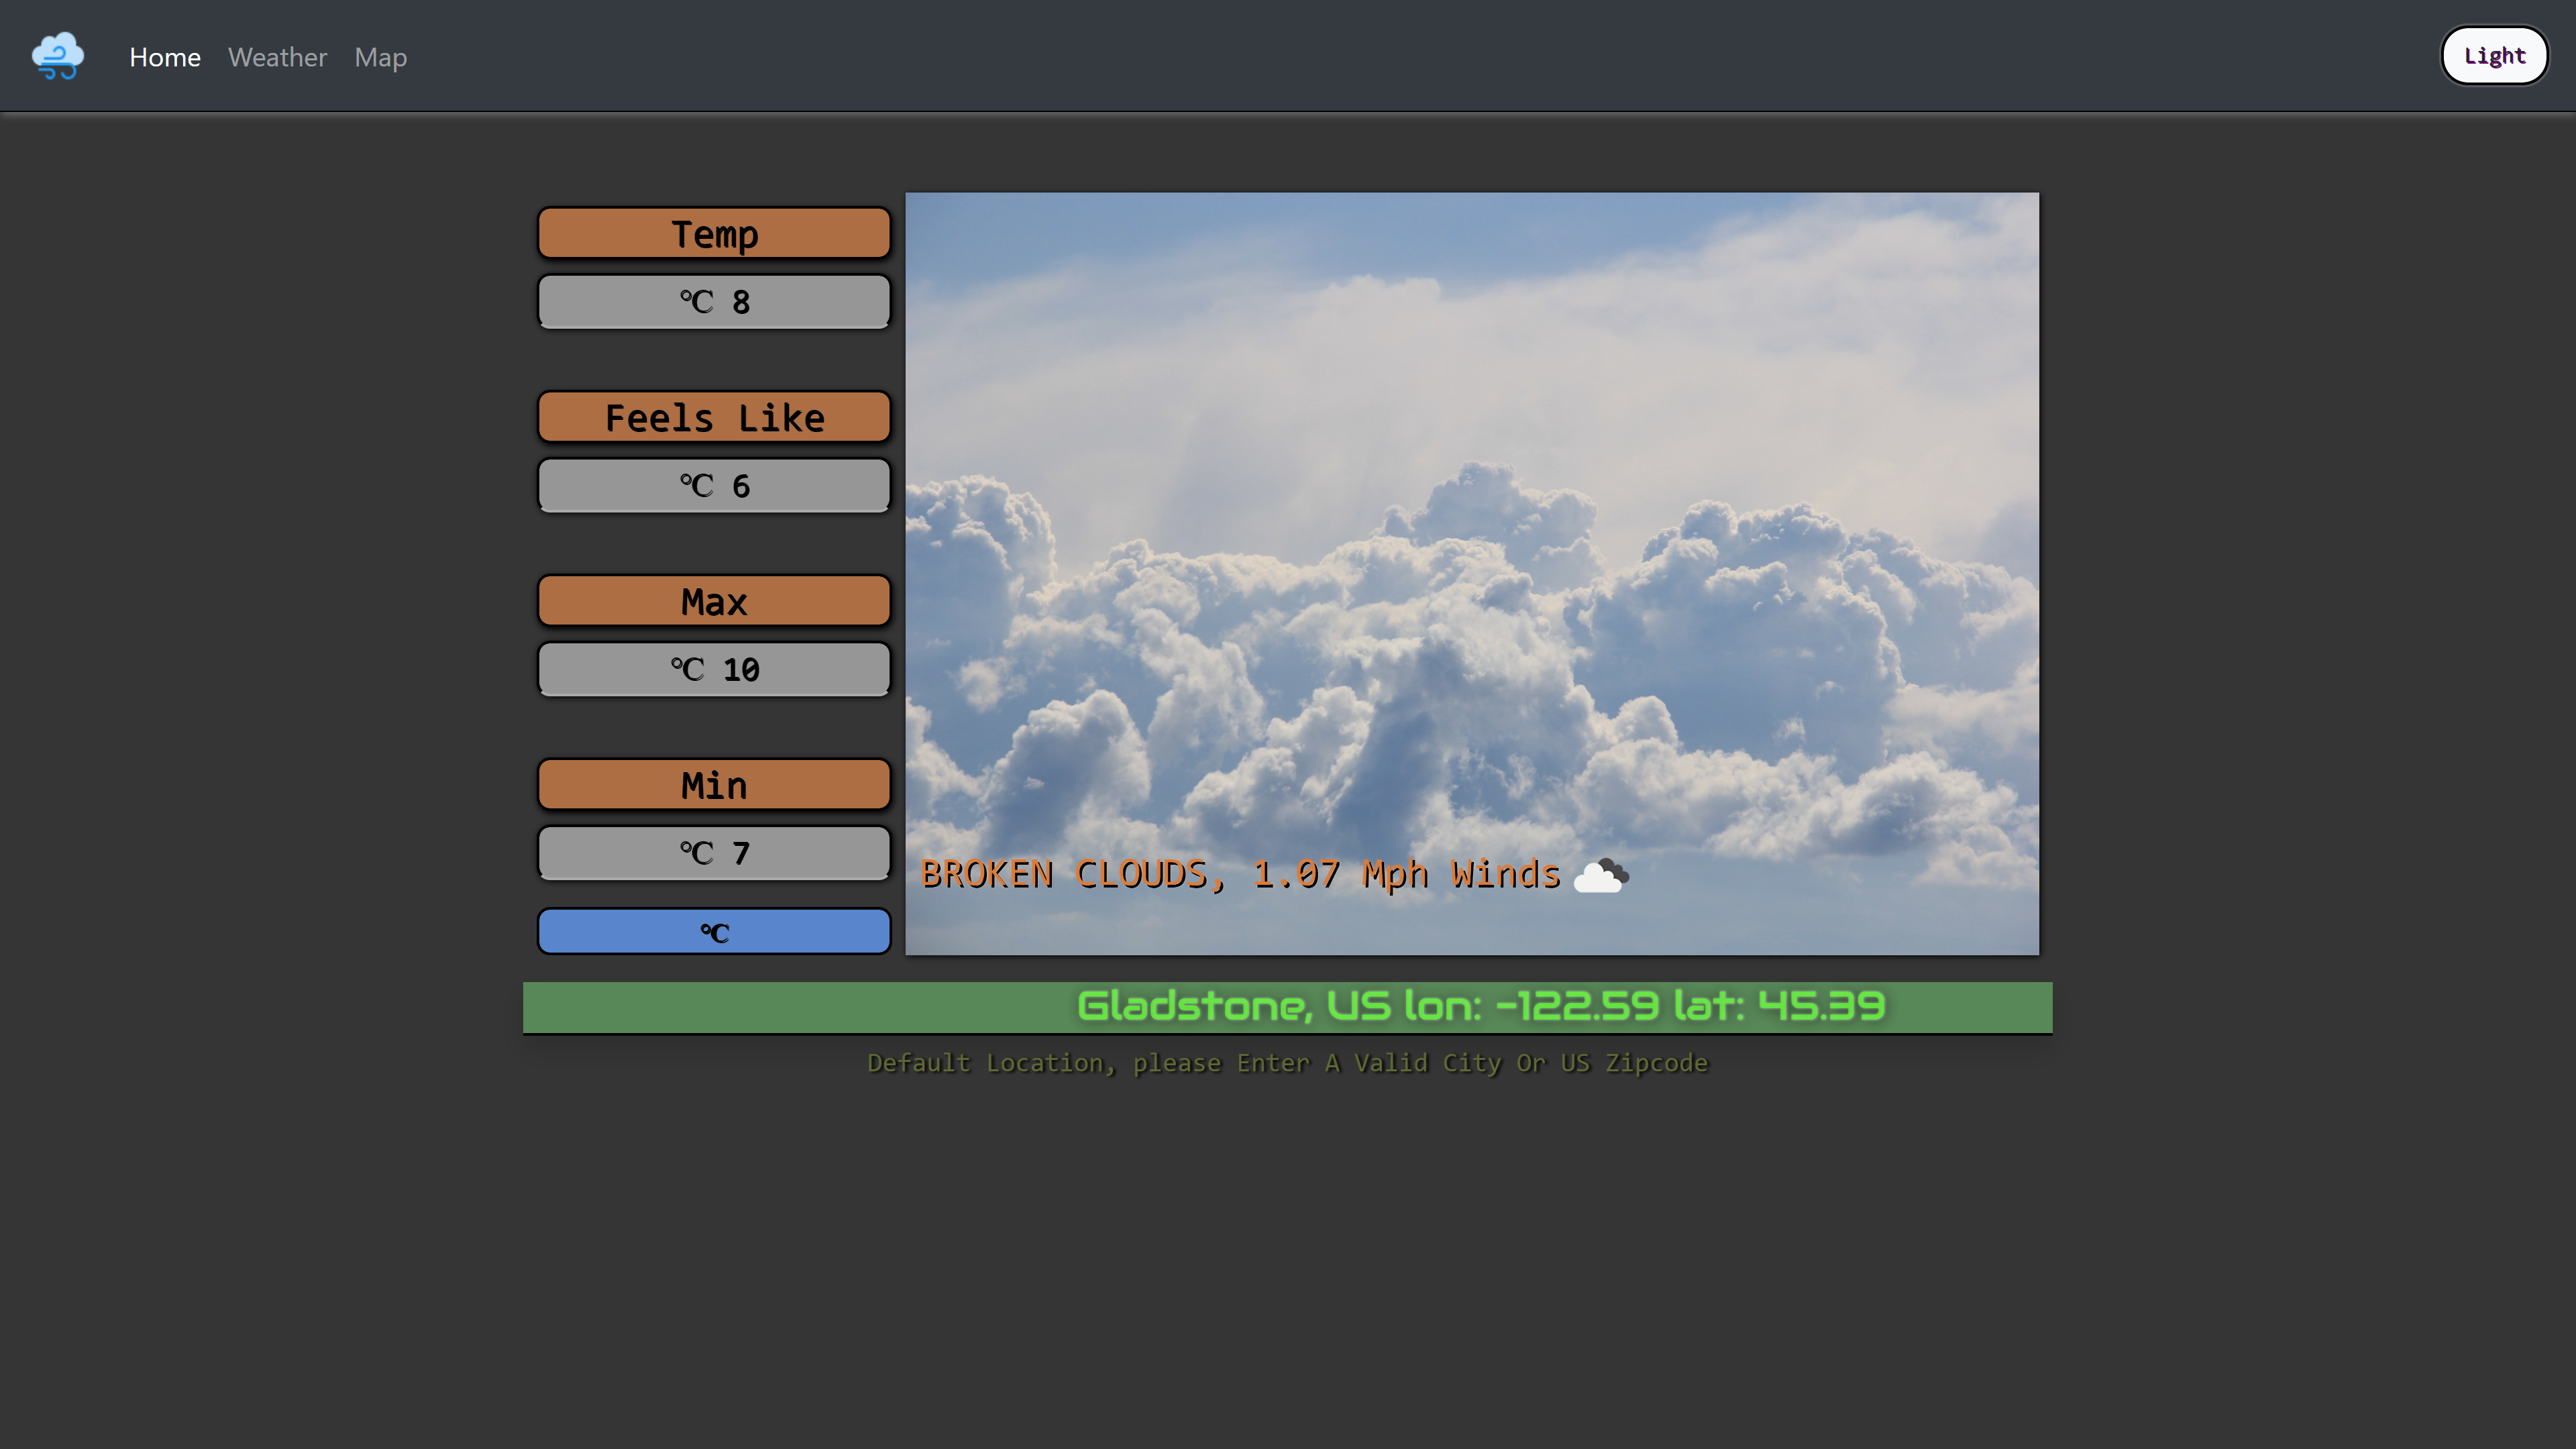 Home Weather Map Light
Temp
℃ 8
Feels Like
℃ 6
Max
℃ 10
Min
℃ 7
℃
BROKEN CLOUDS, 1.07 Mph Winds
Gladstone, US lon: -122.59 lat: 45.39
Default Location, please Enter A Valid City Or US Zipcode